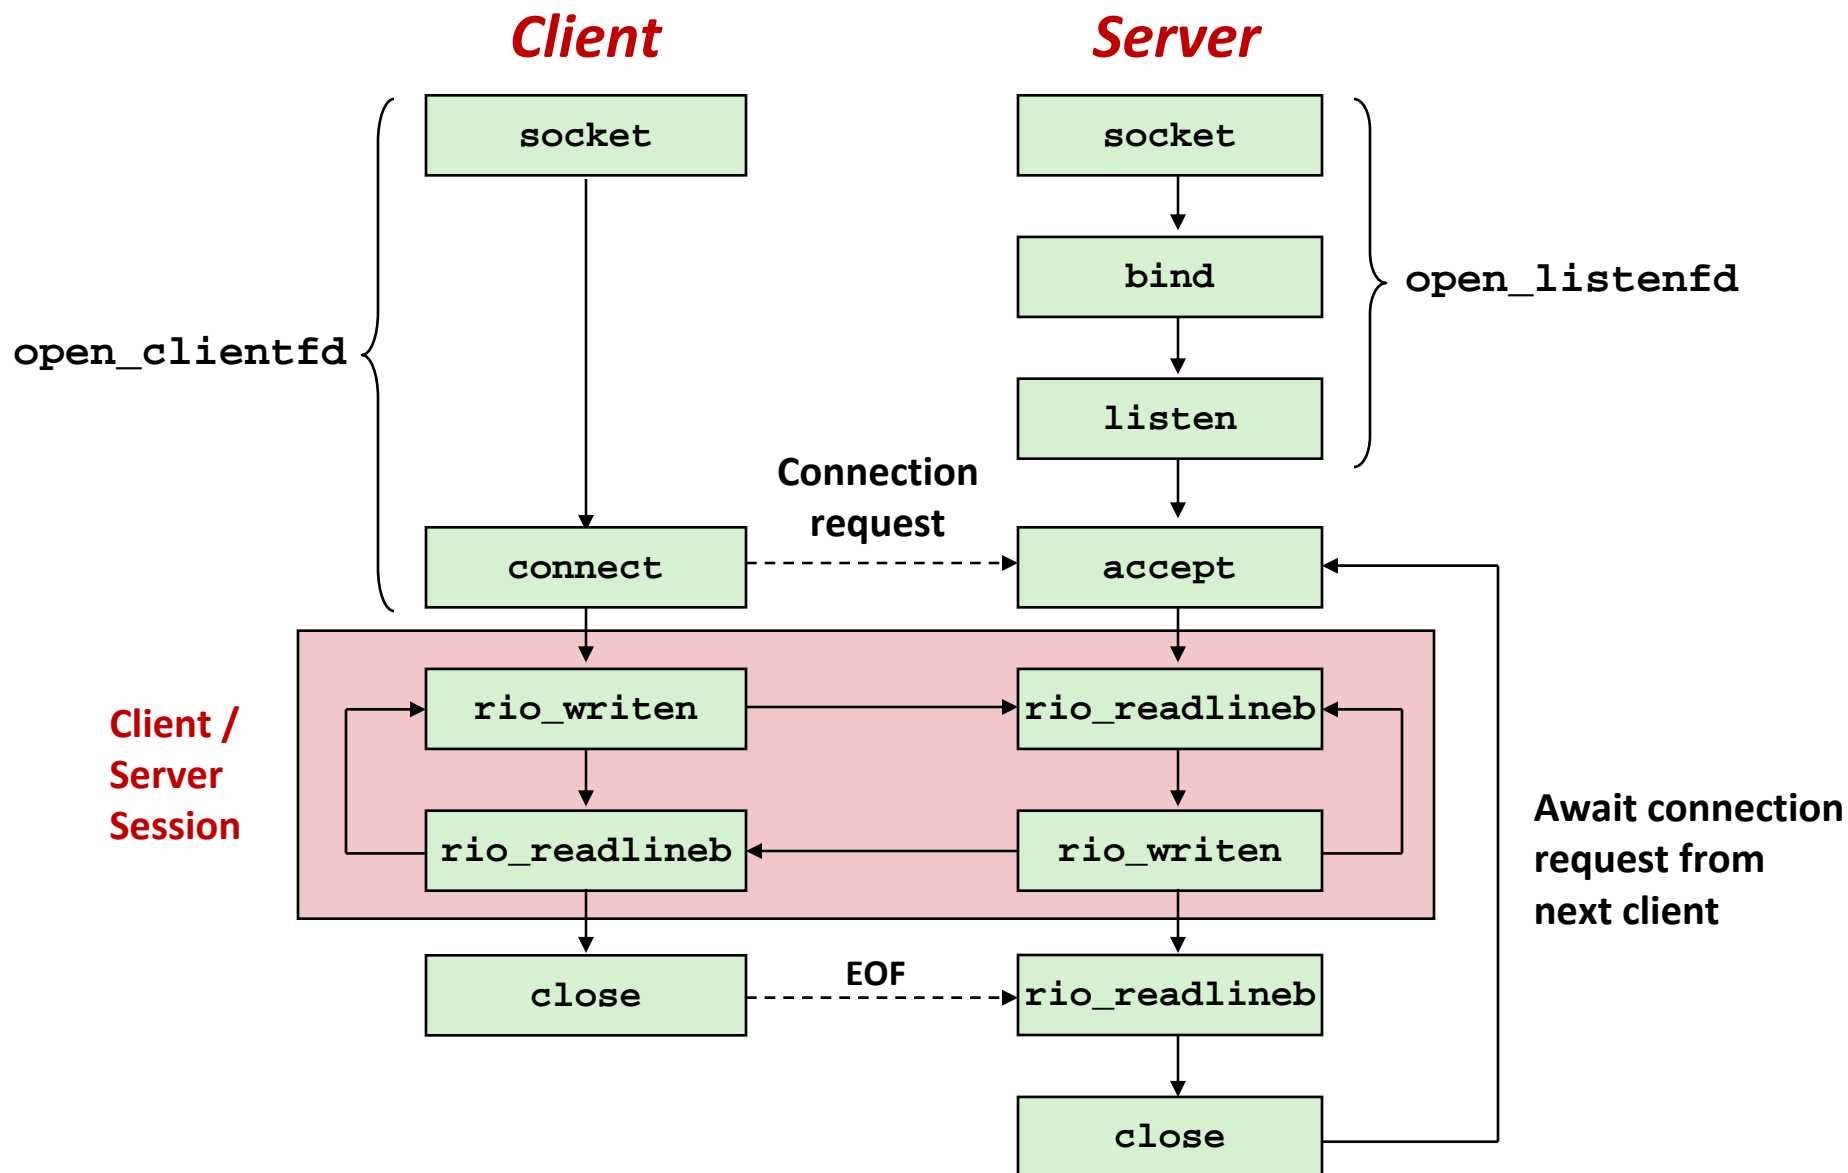 Client
Server
socket
socket
bind
open_listenfd
open_clientfd
listen
Connection
request
connect
accept
rio_writen
rio_readlineb
Client /
Server
Session
rio_readlineb
rio_writen
Await connection
request from
next client
close
EOF
rio_readlineb
close